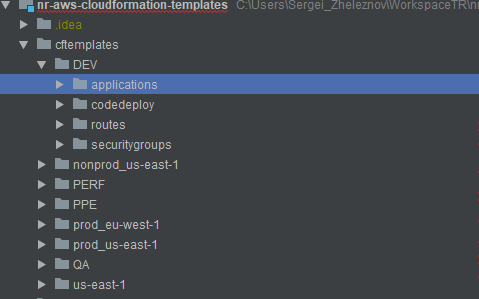 nr-aws-cloudformation-templates C:\Users\Sergei_Zheleznov\WorkspaceTR\n
.idea
cftemplates
DEV
applications
codedeploy
routes
securitygroups
nonprod_us-east-1
PERF
PPE
prod_eu-west-1
prod_us-east-1
QA
us-east-1